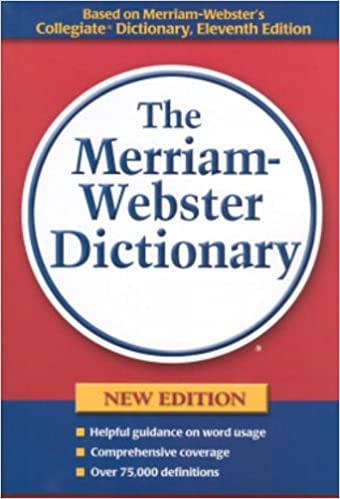 Based on Merriam-Webster's
Collegiate® Dictionary, Eleventh Edition
The
Merriam-
Webster
Dictionary
®
NEW EDITION
Helpful guidance on word usage
Comprehensive coverage
Over 75,000 definitions